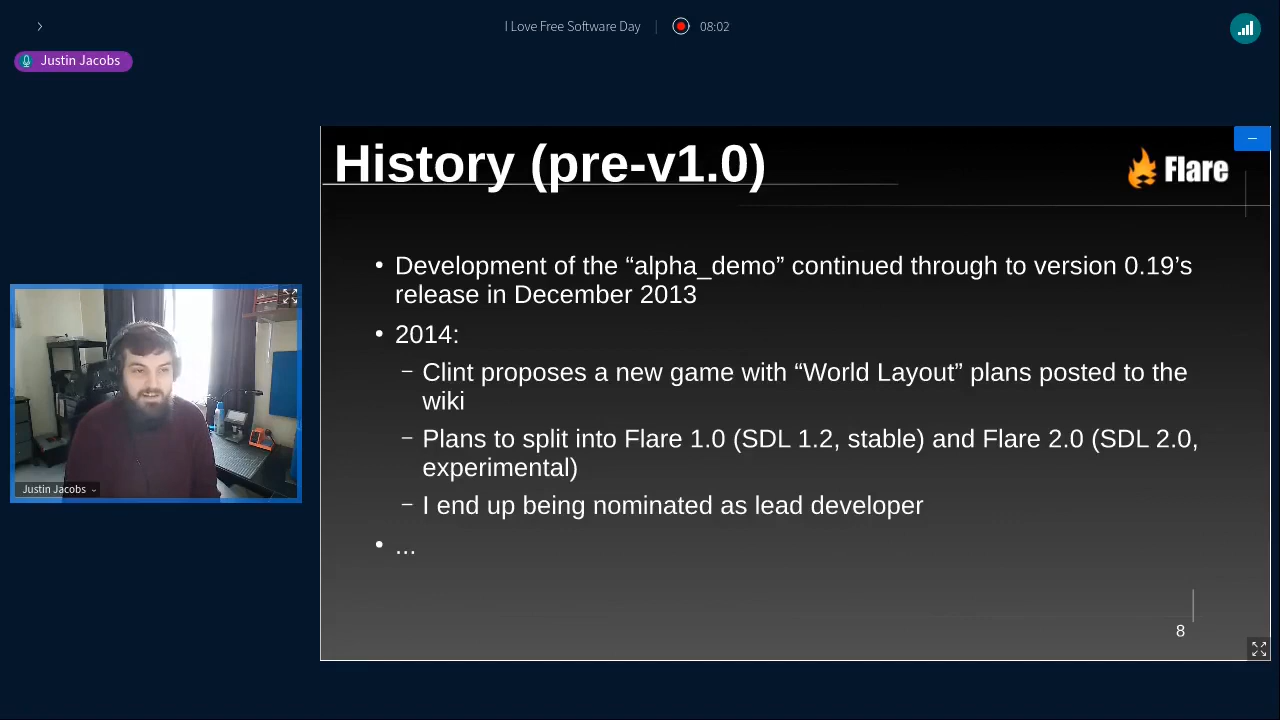 I Love Free Software Day
08:02
Justin Jacobs
History (pre-v1.0)
Flare
• Development of the “alpha_demo” continued through to version 0.19’s
release in December 2013
• 2014:
– Clint proposes a new game with “World Layout” plans posted to the
wiki
– Plans to split into Flare 1.0 (SDL 1.2, stable) and Flare 2.0 (SDL 2.0,
experimental)
– I end up being nominated as lead developer
• ...
Justin Jacobs
8